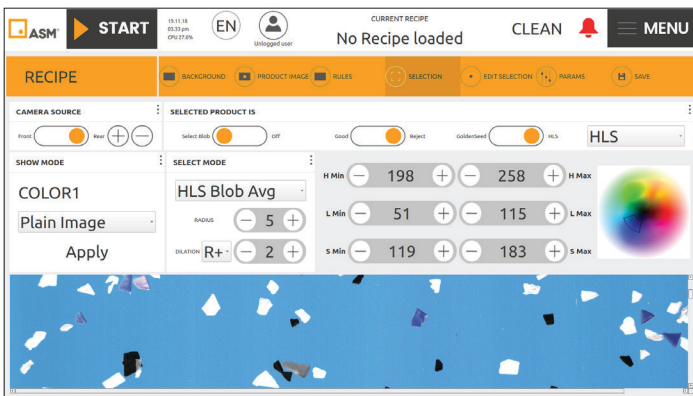 ASM
START
19.11.18
03.33 pm
CPU 27.0%
EN
Unlogged user
CURRENT RECIPE
No Recipe loaded
CLEAN
MENU
RECIPE
BACKGROUND
PRODUCT IMAGE
RULES
SELECTION
EDIT SELECTION
PARAMS
SAVE
CAMERA SOURCE
Front
Rear
SELECTED PRODUCT IS
Select Blob
Off
Good
Reject
GoldenSeed
HLS
HLS
SHOW MODE
COLOR1
Plain Image
Apply
SELECT MODE
HLS Blob Avg
RADIUS
5
DILATION
R+
2
H Min
198
258
H Max
L Min
51
115
L Max
S Min
119
183
S Max